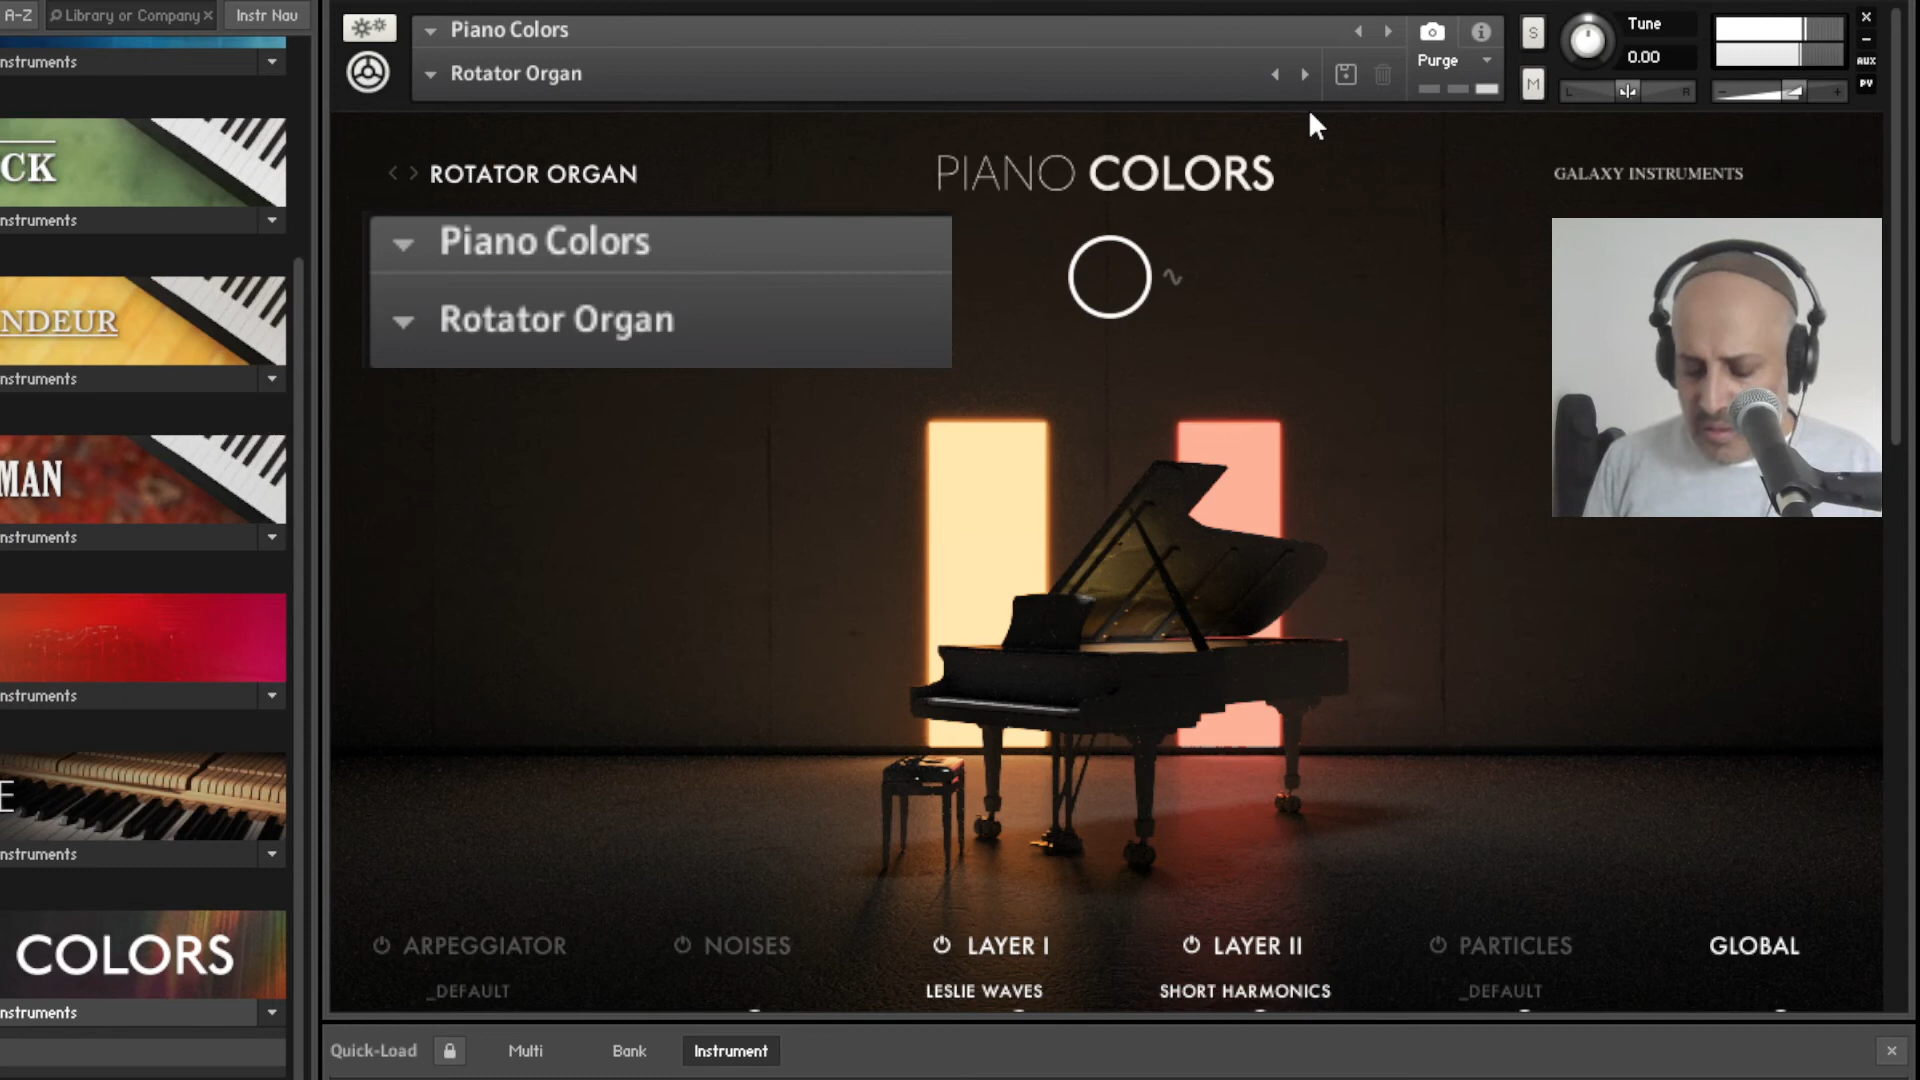 A-Z
Library or Company
Instr Nau
nstruments
CK
nstruments
NDEUR
nstruments
MAN
nstruments
nstruments
E
nstruments
COLORS
nstruments
Piano Colors
Rotator Organ
Purge
S
M
Tune
0.00
L
R
AUX
PV
ROTATOR ORGAN
PIANO COLORS
GALAXY INSTRUMENTS
Piano Colors
Rotator Organ
ARPEGGIATOR
NOISES
LAYER I
LAYER II
PARTICLES
GLOBAL
_DEFAULT
LESLIE WAVES
SHORT HARMONICS
_DEFAULT
Quick-Load
Multi
Bank
Instrument